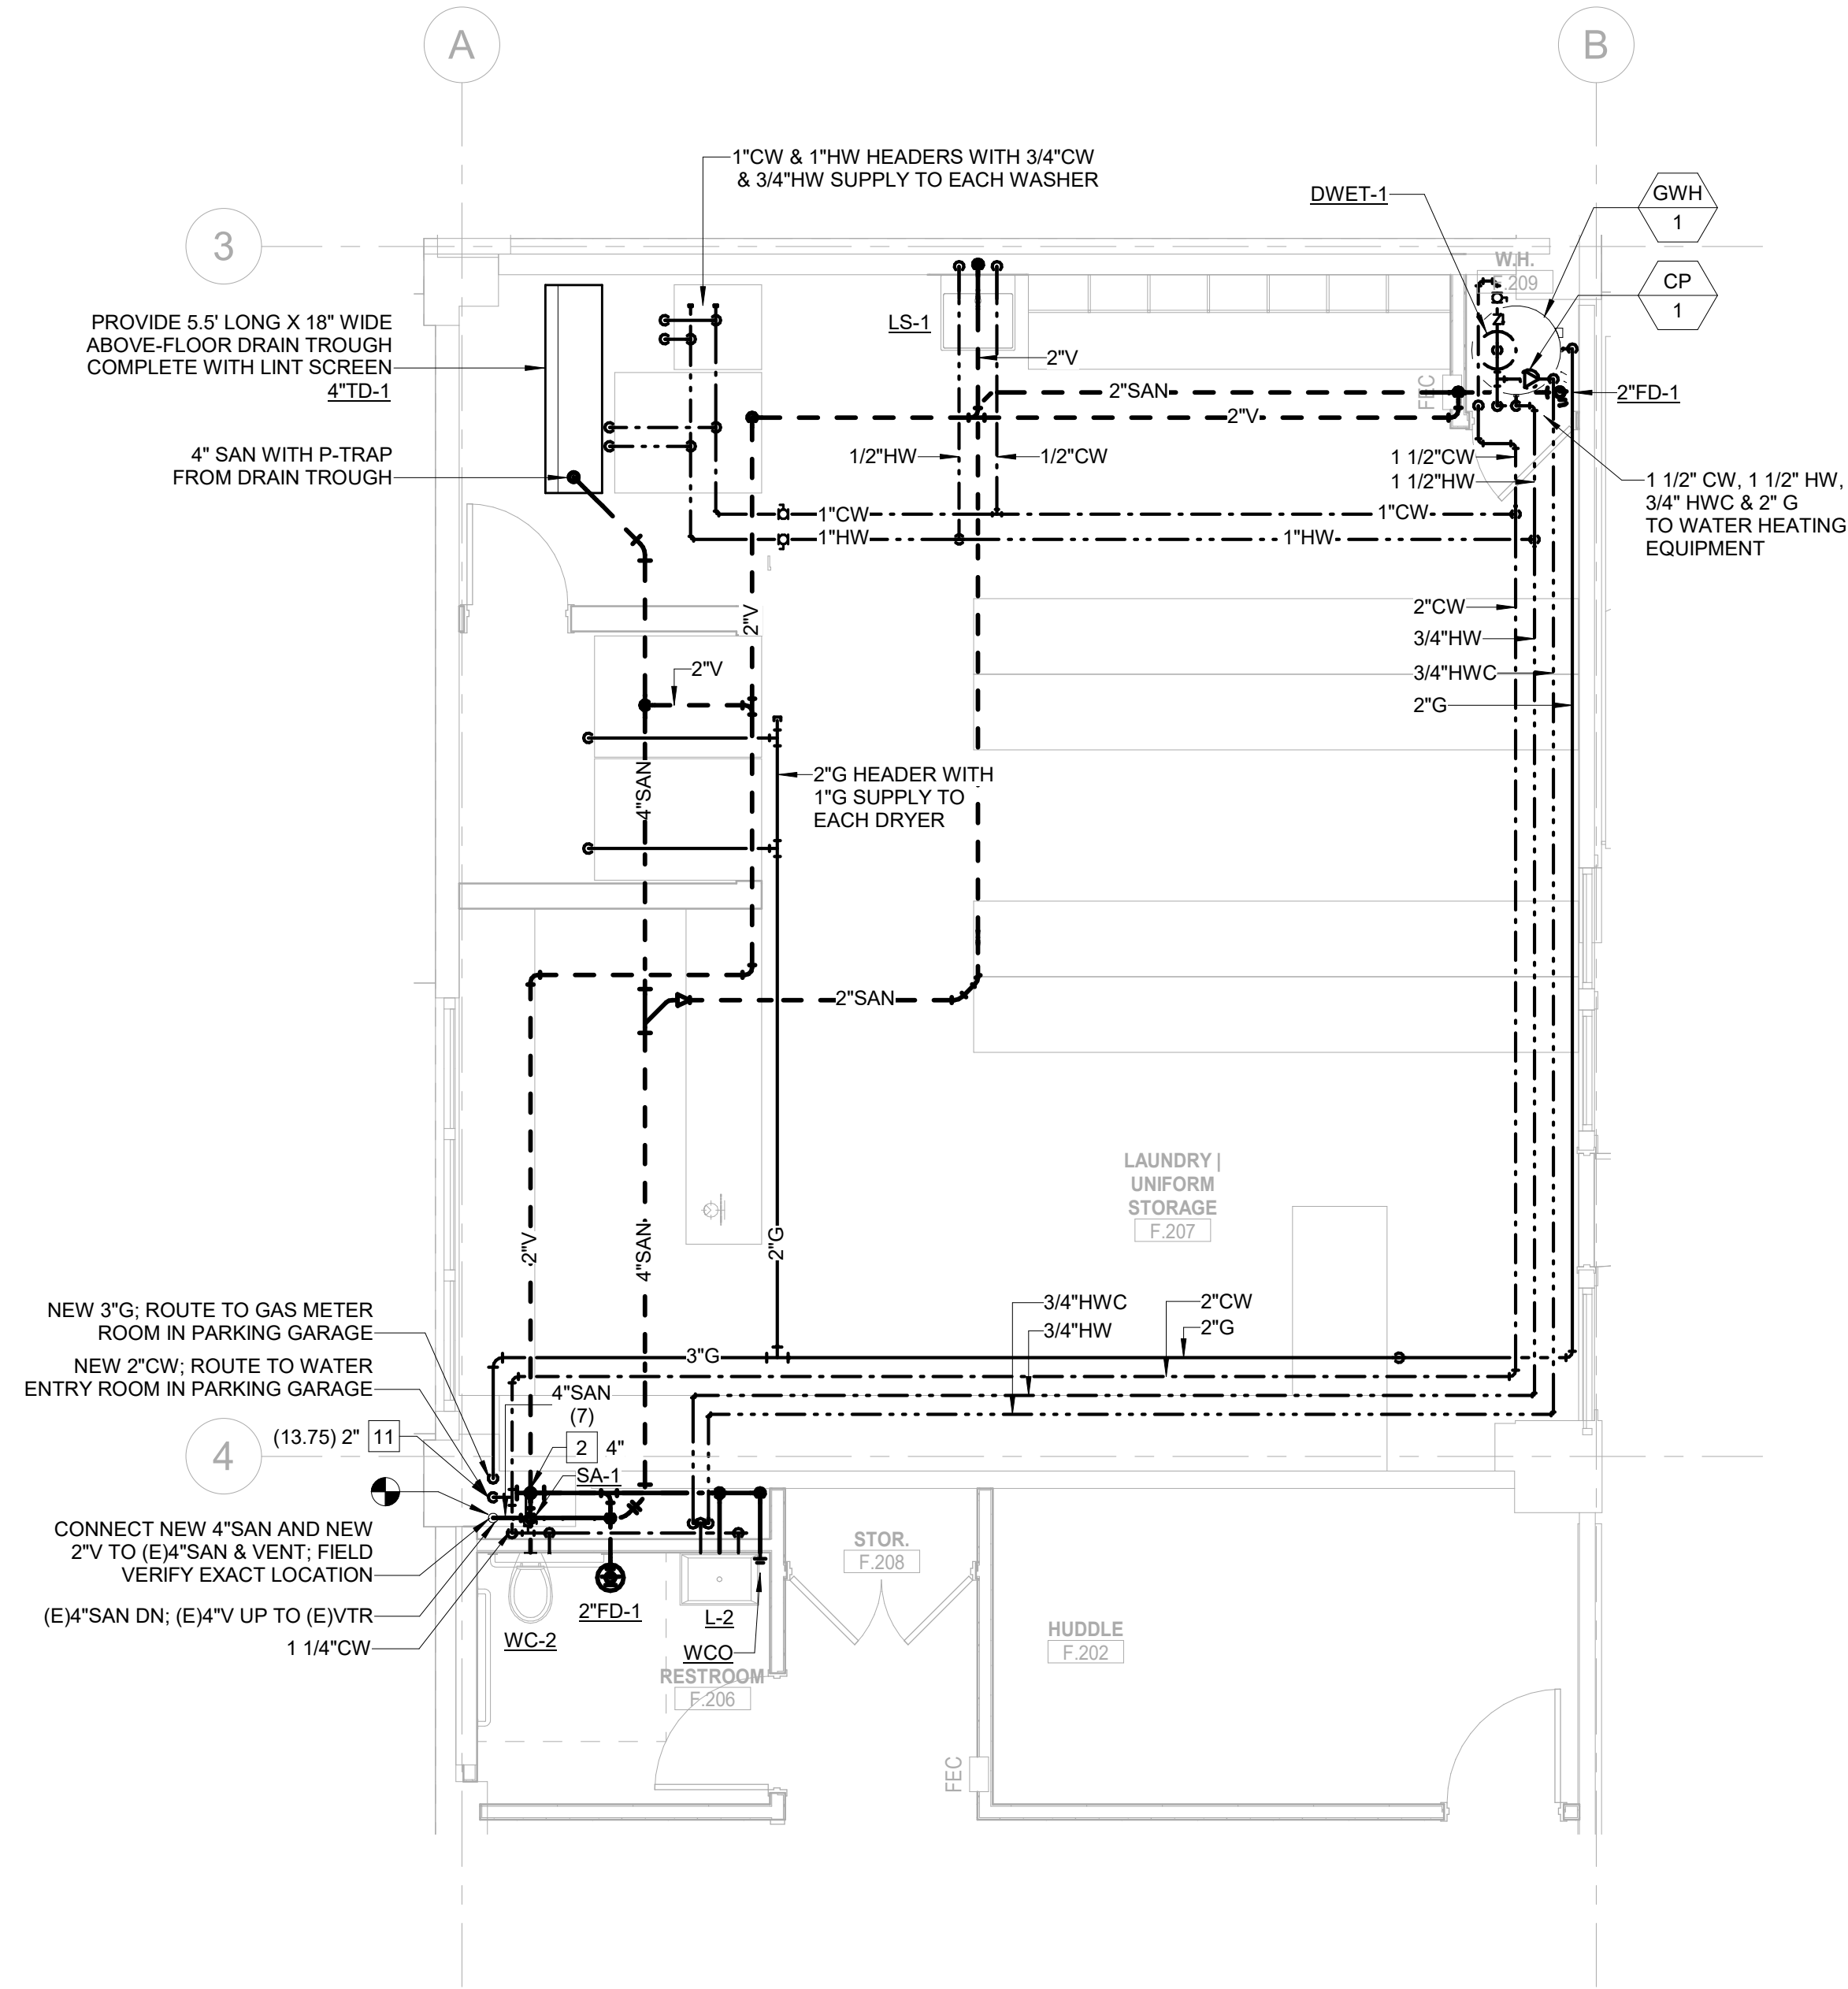 A
B
1"CW & 1"HW HEADERS WITH 3/4"CW
& 3/4"HW SUPPLY TO EACH WASHER
DWET-1
GWH
1
3
W.H.
F.209
CP
1
PROVIDE 5.5' LONG X 18" WIDE
ABOVE-FLOOR DRAIN TROUGH
COMPLETE WITH LINT SCREEN
4"TD-1
LS-1
2"V
2"SAN
FEC
2"FD-1
2"V
4" SAN WITH P-TRAP
FROM DRAIN TROUGH
1/2"HW
1/2"CW
1 1/2"CW
1 1/2"HW
1 1/2" CW, 1 1/2" HW,
3/4" HWC & 2" G
TO WATER HEATING
EQUIPMENT
1"CW
1"CW
1"HW
1"HW
2"CW
2"V
3/4"HW
2"V
3/4"HWC
2"G
4"SAN
2"G HEADER WITH
1"G SUPPLY TO
EACH DRYER
2"SAN
LAUNDRY |
UNIFORM
STORAGE
F.207
2"V
4"SAN
2"G
NEW 3"G; ROUTE TO GAS METER
ROOM IN PARKING GARAGE
3/4"HWC
2"CW
3/4"HW
2"G
3"G
NEW 2"CW; ROUTE TO WATER
ENTRY ROOM IN PARKING GARAGE
4"SAN
(7)
(13.75) 2" 11
2 4"
4
SA-1
CONNECT NEW 4"SAN AND NEW
2"V TO (E)4"SAN & VENT; FIELD
VERIFY EXACT LOCATION
STOR.
F.208
(E)4"SAN DN; (E)4"V UP TO (E)VTR
2"FD-1
L-2
HUDDLE
F.202
WC-2
1 1/4"CW
WCO
RESTROOM
F.206
FEC